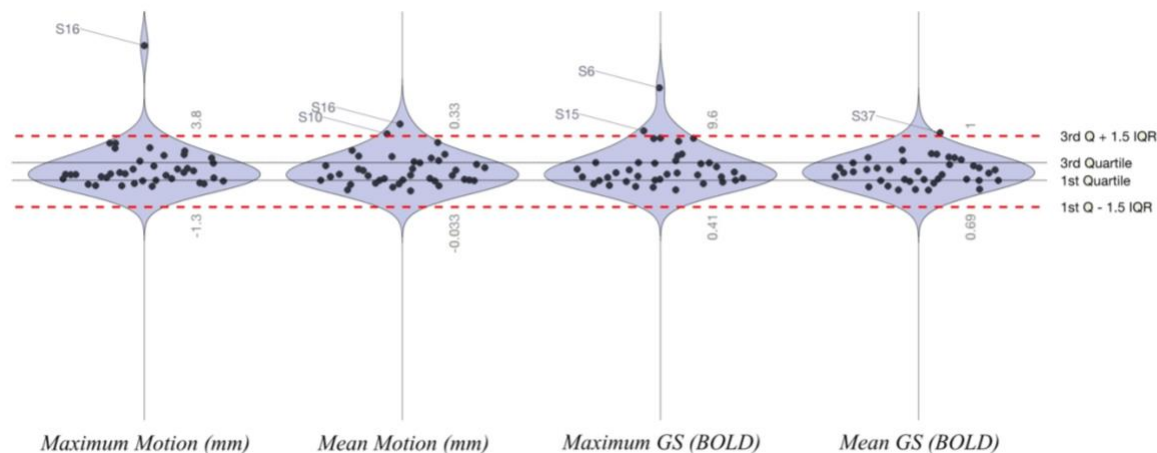 S16
S16
S10
S6
S15
S37
3.8
0.33
9.6
1
3rd Q + 1.5 IQR
3rd Quartile
1st Quartile
1st Q - 1.5 IQR
-1.3
-0.033
0.41
0.69
Maximum Motion (mm)
Mean Motion (mm)
Maximum GS (BOLD)
Mean GS (BOLD)